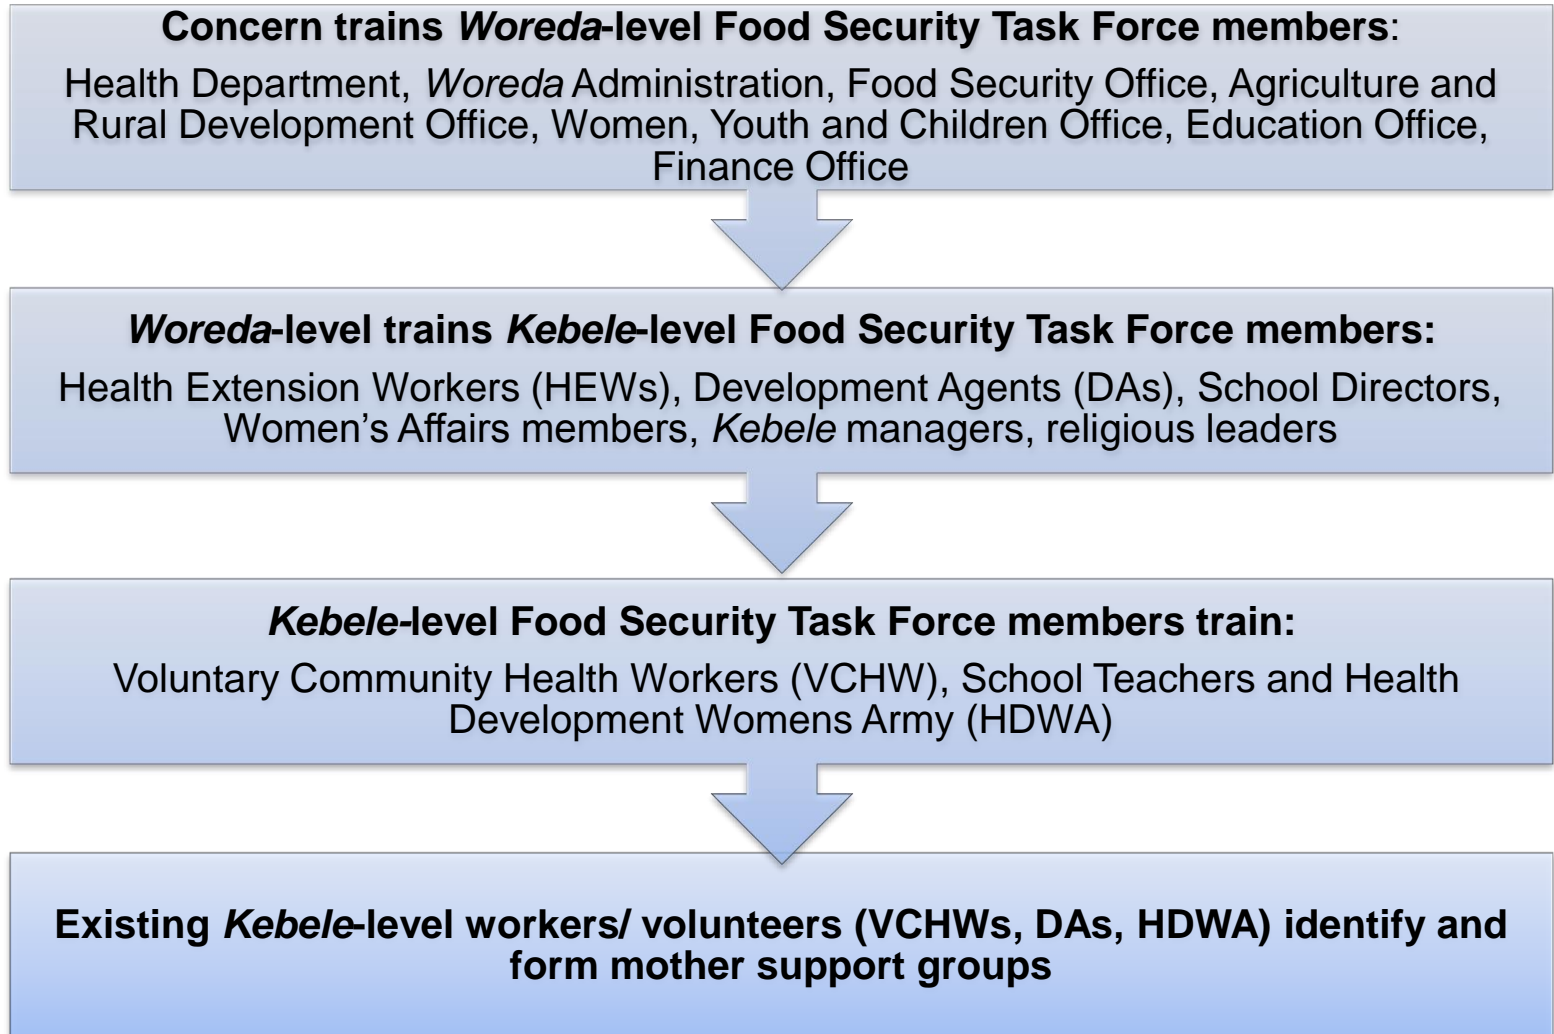 Concern trains Woreda-level Food Security Task Force members:
Health Department, Woreda Administration, Food Security Office, Agriculture and
Rural Development Office, Women, Youth and Children Office, Education Office,
Finance Office
Woreda-level trains Kebele-level Food Security Task Force members:
Health Extension Workers (HEWs), Development Agents (DAs), School Directors,
Women’s Affairs members, Kebele managers, religious leaders
Kebele-level Food Security Task Force members train:
Voluntary Community Health Workers (VCHW), School Teachers and Health
Development Womens Army (HDWA)
Existing Kebele-level workers/ volunteers (VCHWs, DAs, HDWA) identify and
form mother support groups